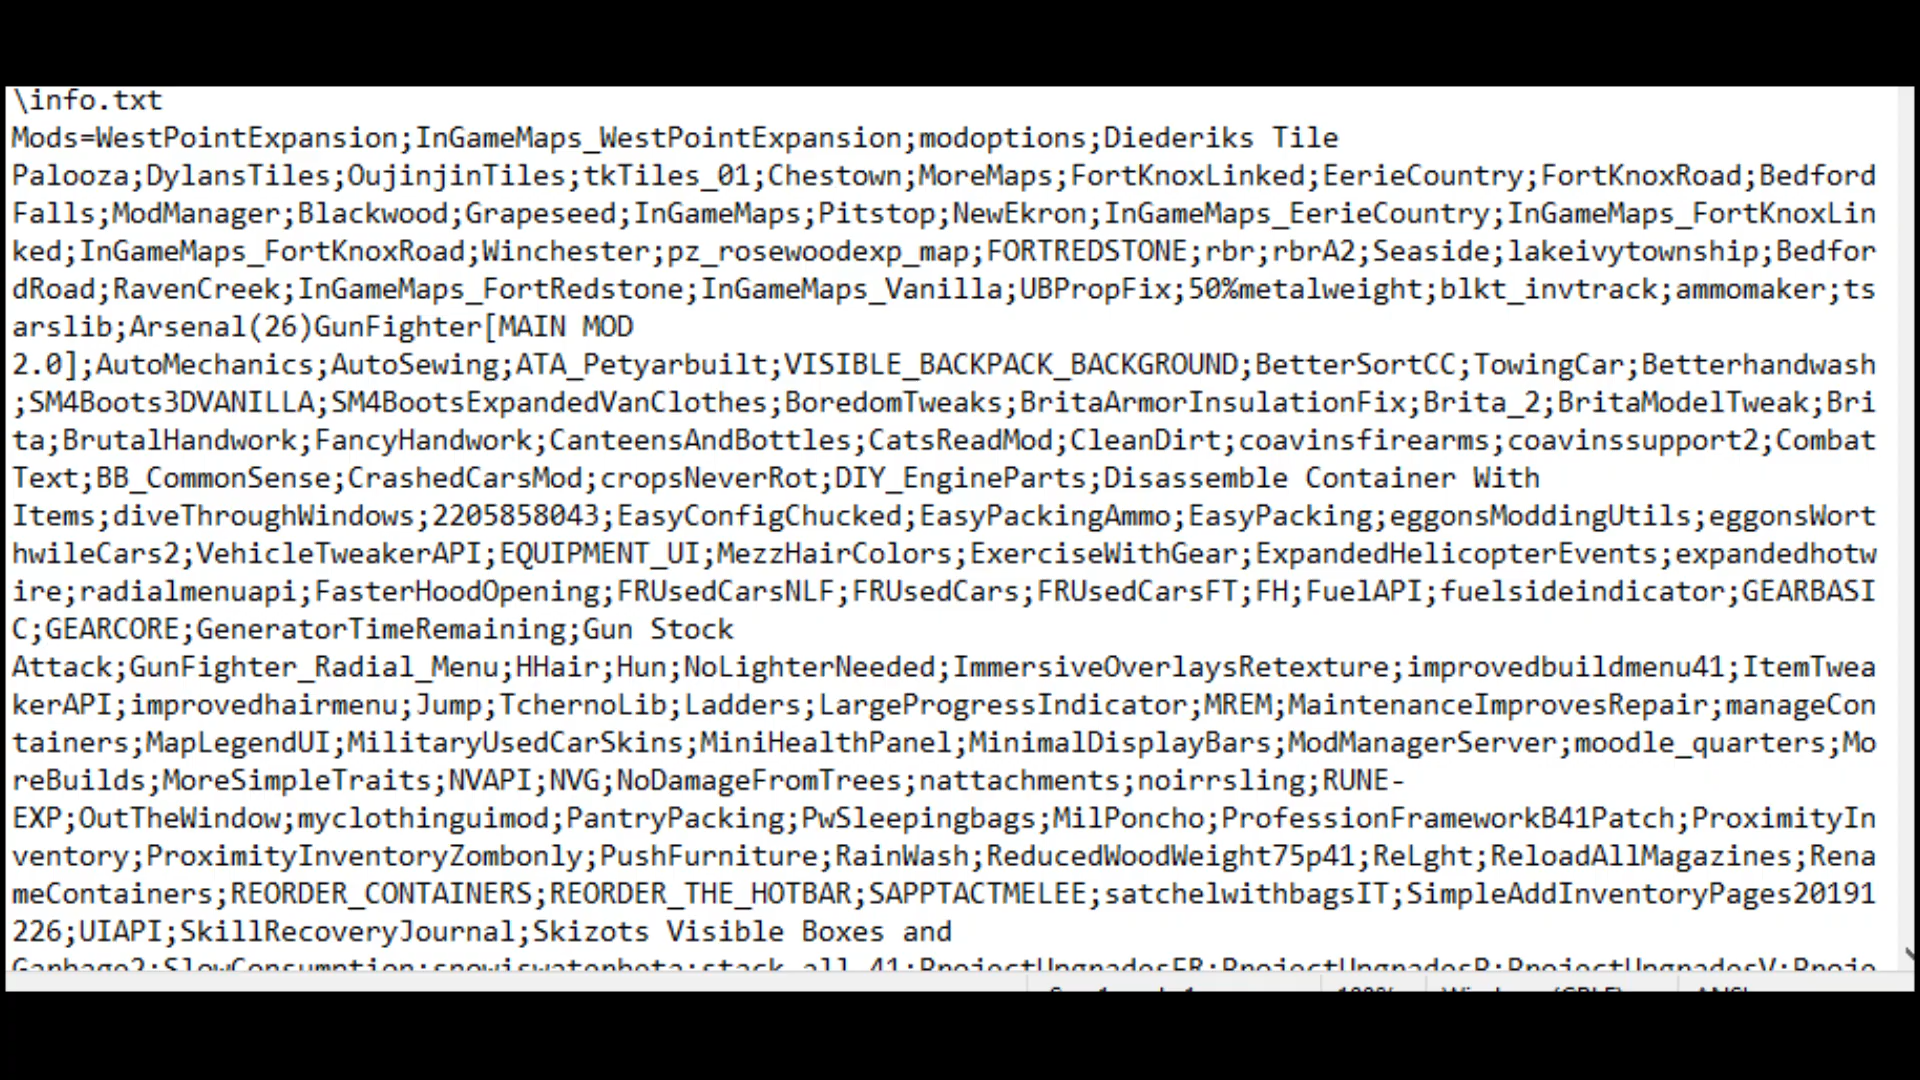 \info.txt
Mods=WestPointExpansion;InGameMaps_WestPointExpansion;modoptions;Diederiks Tile
Palooza;DylansTiles;OujinjinTiles;tkTiles_01;Chestown;MoreMaps;FortKnoxLinked;EerieCountry;FortKnoxRoad;Bedford
Falls;ModManager;Blackwood;Grapeseed;InGameMaps;Pitstop;NewEkron;InGameMaps_EerieCountry;InGameMaps_FortKnoxLin
ked;InGameMaps_FortKnoxRoad;Winchester;pz_rosewoodexp_map;FORTREDSTONE;rbr;rbrA2;Seaside;lakeivytownship;Bedfor
dRoad;RavenCreek;InGameMaps_FortRedstone;InGameMaps_Vanilla;UBPropFix;50%metalweight;blkt_invtrack;ammomaker;ts
arslib;Arsenal(26)GunFighter[MAIN MOD
2.0];AutoMechanics;AutoSewing;ATA_Petyarbuilt;VISIBLE_BACKPACK_BACKGROUND;BetterSortCC;TowingCar;Betterhandwash
;SM4Boots3DVANILLA;SM4BootsExpandedVanClothes;BoredomTweaks;BritaArmorInsulationFix;Brita_2;BritaModelTweak;Bri
ta;BrutalHandwork;FancyHandwork;CanteensAndBottles;CatsReadMod;CleanDirt;coavinsfirearms;coavinssupport2;Combat
Text;BB_CommonSense;CrashedCarsMod;cropsNeverRot;DIY_EngineParts;Disassemble Container With
Items;diveThroughWindows;2205858043;EasyConfigChucked;EasyPackingAmmo;EasyPacking;eggonsModdingUtils;eggonsWort
hwileCars2;VehicleTweakerAPI;EQUIPMENT_UI;MezzHairColors;ExerciseWithGear;ExpandedHelicopterEvents;expandedhotw
ire;radialmenuapi;FasterHoodOpening;FRUsedCarsNLF;FRUsedCars;FRUsedCarsFT;FH;FuelAPI;fuelsideindicator;GEARBASI
C;GEARCORE;GeneratorTimeRemaining;Gun Stock
Attack;GunFighter_Radial_Menu;HHair;Hun;NoLighterNeeded;ImmersiveOverlaysRetexture;improvedbuildmenu41;ItemTwea
kerAPI;improvedhairmenu;Jump;TchernoLib;Ladders;LargeProgressIndicator;MREM;MaintenanceImprovesRepair;manageCon
tainers;MapLegendUI;MilitaryUsedCarSkins;MiniHealthPanel;MinimalDisplayBars;ModManagerServer;moodle_quarters;Mo
reBuilds;MoreSimpleTraits;NVAPI;NVG;NoDamageFromTrees;nattachments;noirrsling;RUNE-
EXP;OutTheWindow;myclothinguimod;PantryPacking;PwSleepingbags;MilPoncho;ProfessionFrameworkB41Patch;ProximityIn
ventory;ProximityInventoryZombonly;PushFurniture;RainWash;ReducedWoodWeight75p41;ReLght;ReloadAllMagazines;Rena
meContainers;REORDER_CONTAINERS;REORDER_THE_HOTBAR;SAPPTACTMELEE;satchelwithbagsIT;SimpleAddInventoryPages20191
226;UIAPI;SkillRecoveryJournal;Skizots Visible Boxes and
Garbage2;SlowConsumption;snowiswaterbeta;stack_all_41;ProjectUpgradesER;ProjectUpgradesP;ProjectUpgradesV;Proje